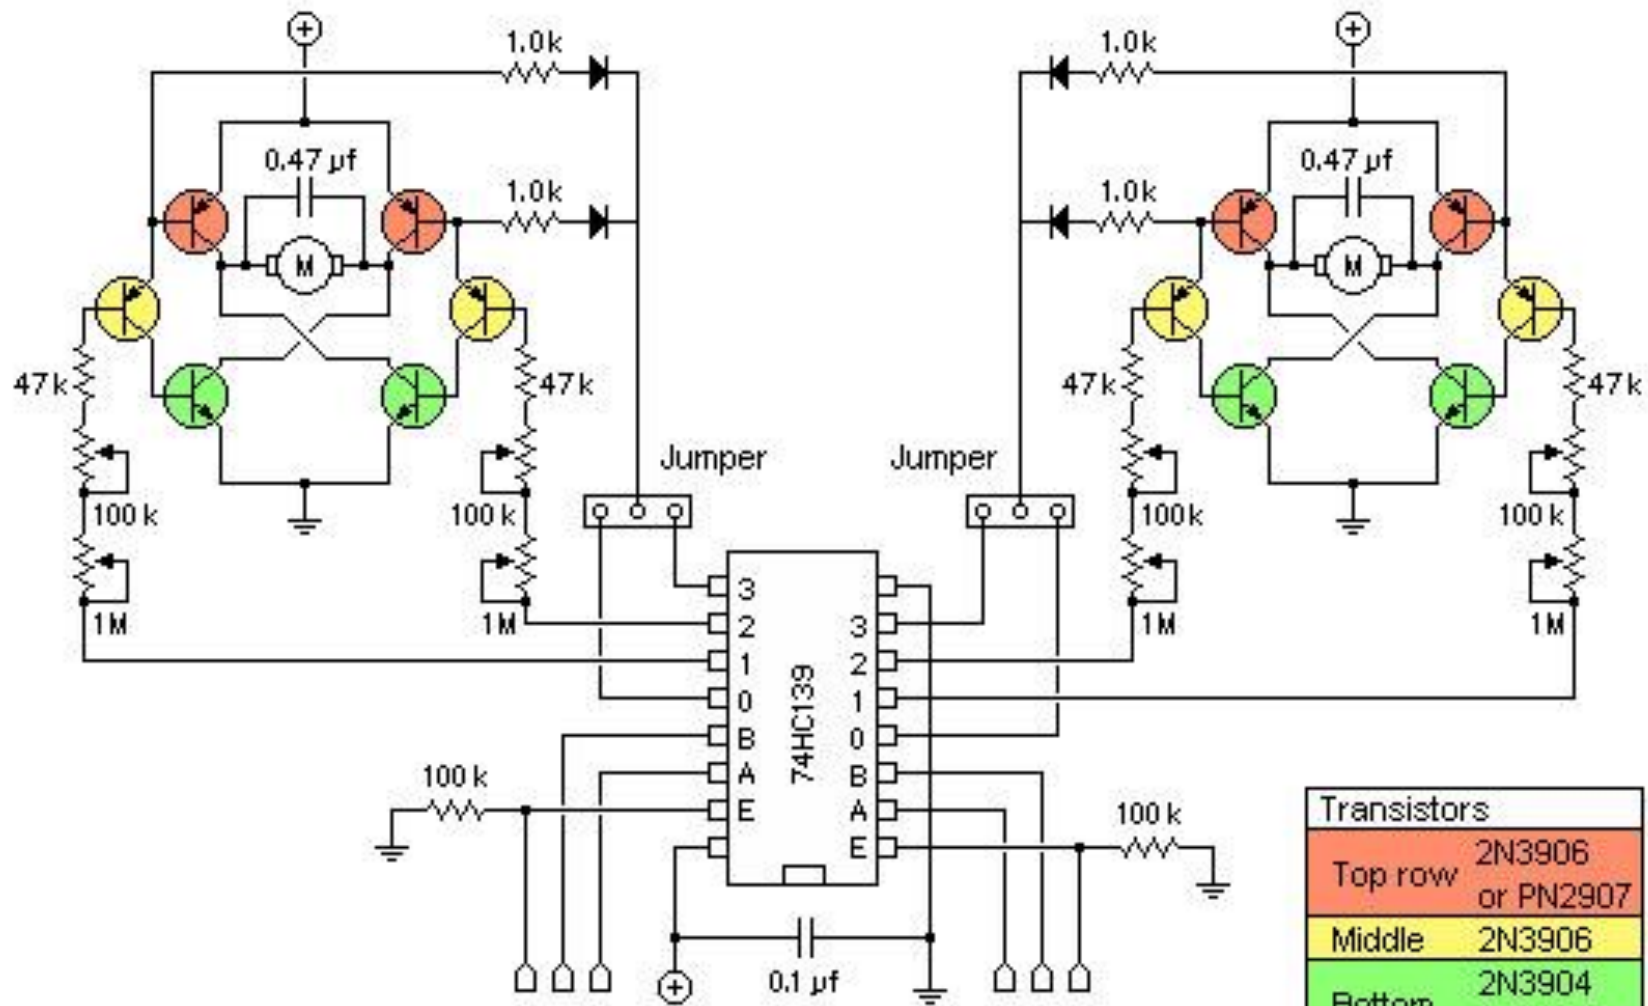 1.0k
1.0k
0.47 µf
0.47 µf
1.0k
1.0k
M
M
47k
47k
47k
47k
Jumper
Jumper
100 k
100 k
100k
100 k
1M
1M
1M
1M
3
2
1
0
B
A
E
3
2
1
0
B
A
E
74HC139
100 k
100 k
0.1 µf
Transistors
Top row 2N3906
or PN2907
Middle 2N3906
Bottom 2N3904